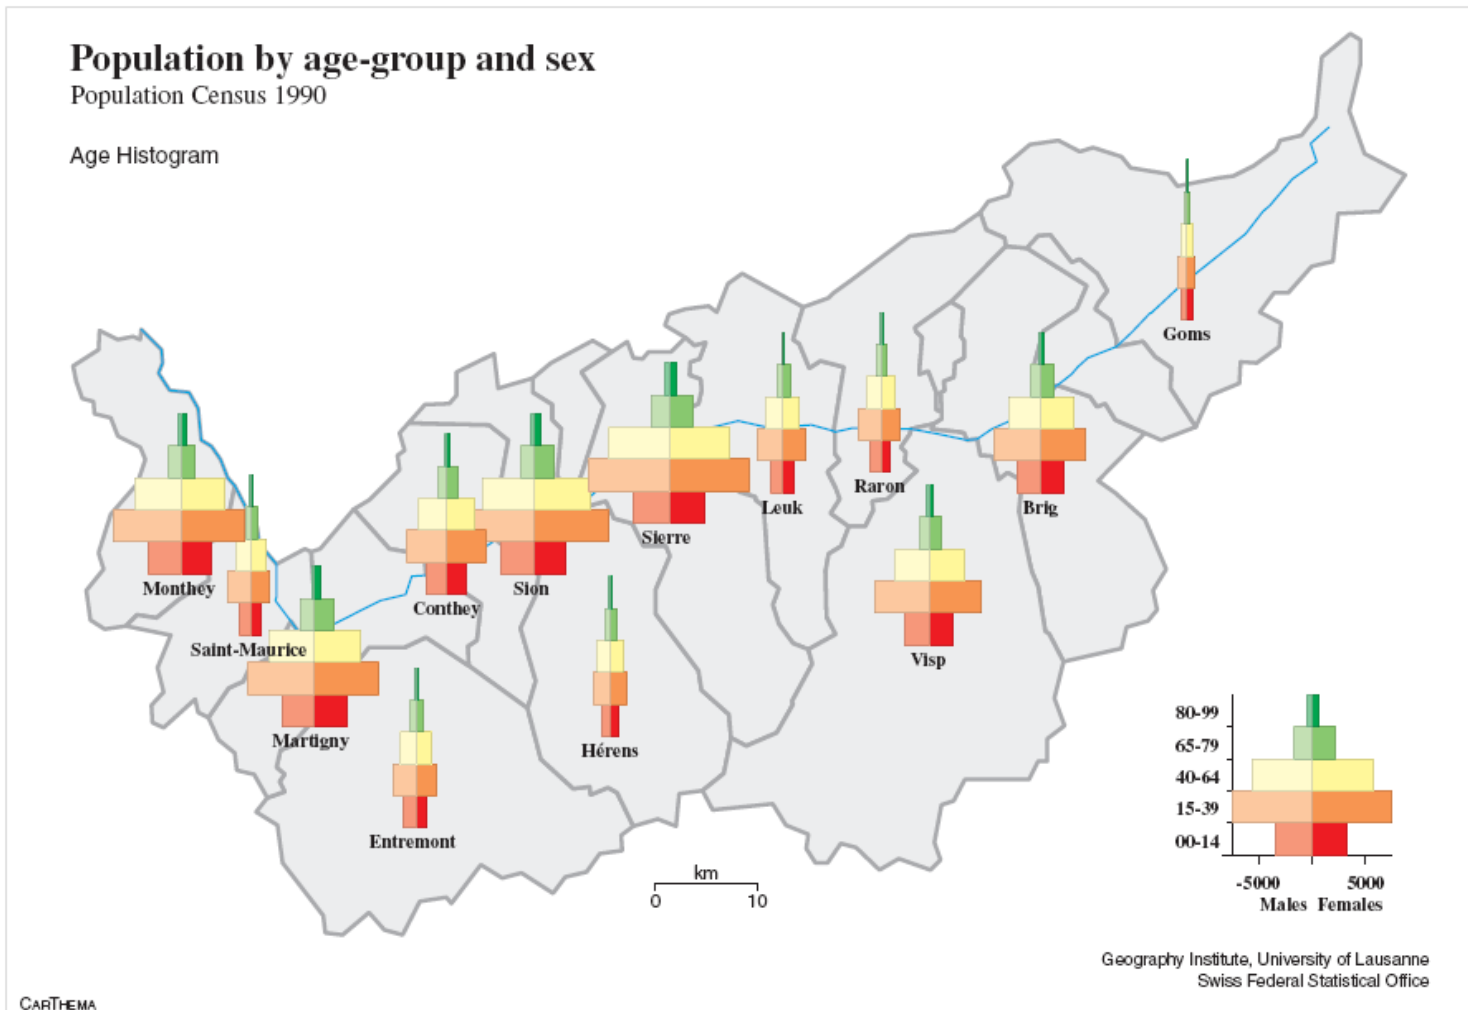 Population by age-group and sex
Population Census 1990
Age Histogram
Goms
Raron
Leuk
Brig
Sierre
Monthey
Sion
Conthey
Saint-Maurice
Visp
Martigny
Hérens
Entremont
80-99
65-79
40-64
15-39
00-14
-5000 5000
Males Females
km
0 10
Geography Institute, University of Lausanne
Swiss Federal Statistical Office
CARTHEMA